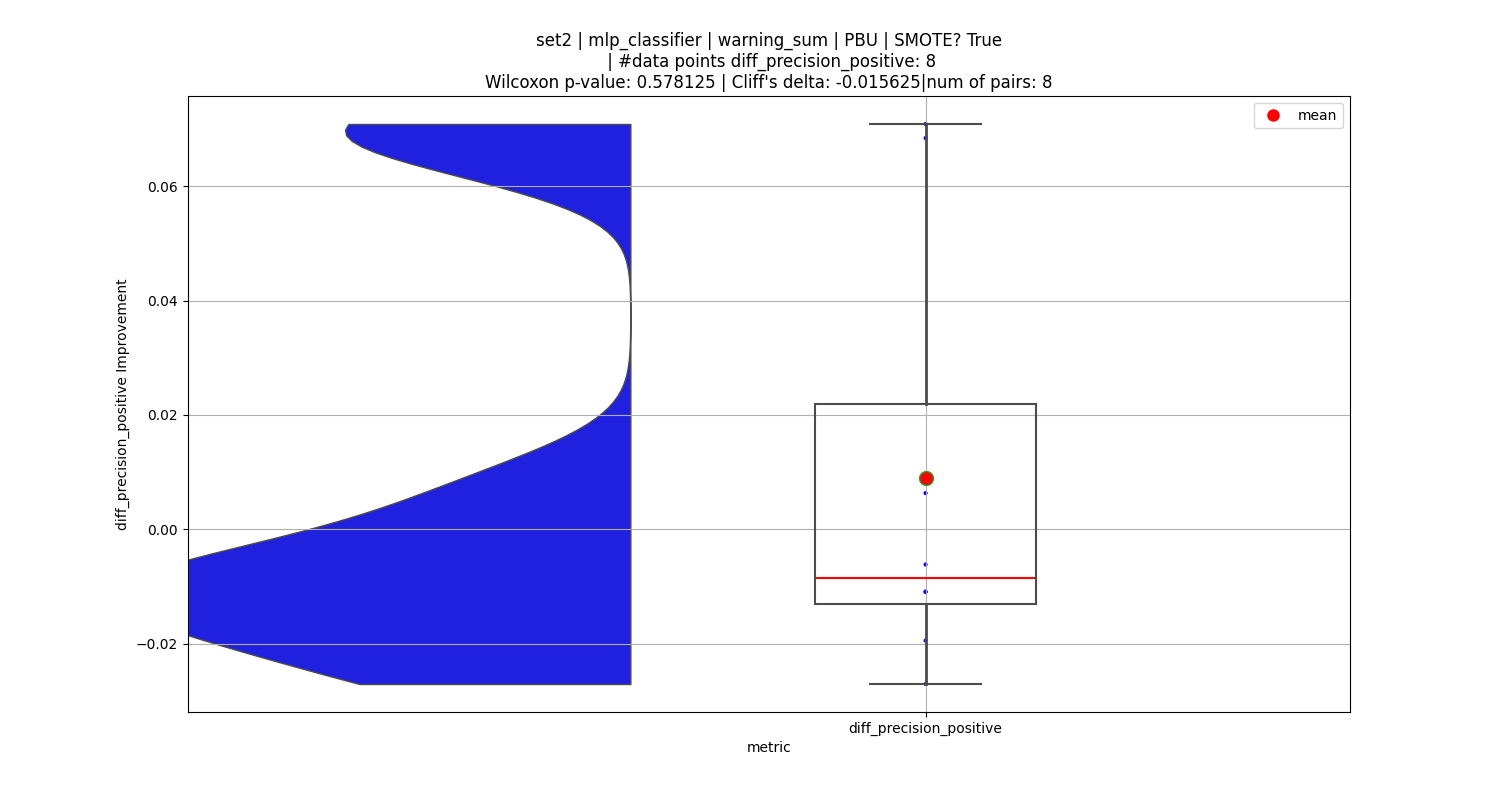 set2 | mlp_classifier | warning_sum | PBU | SMOTE? True
| #data points diff_precision_positive: 8
Wilcoxon p-value: 0.578125 | Cliff's delta: -0.015625|num of pairs: 8
mean
0.06
0.04
0.02
0.00
−0.02
diff_precision_positive Improvement
diff_precision_positive
metric